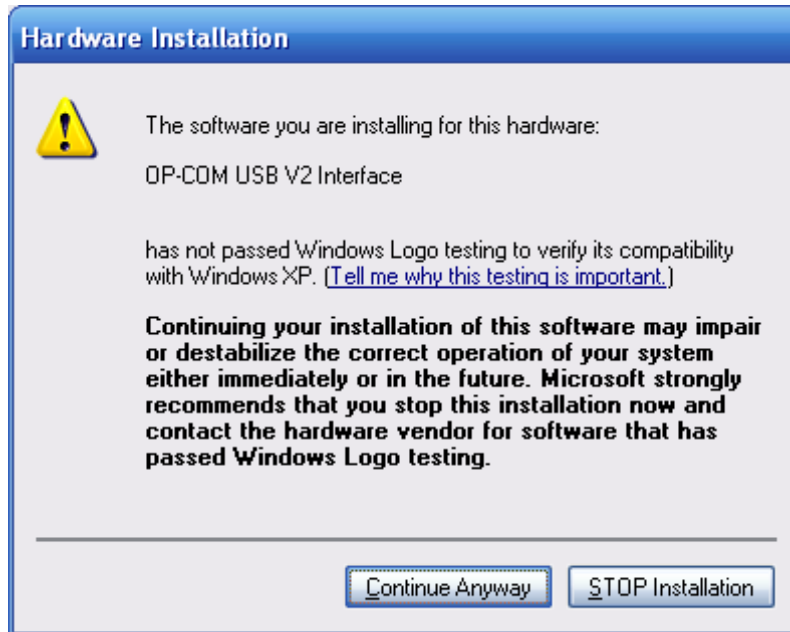 Hardware Installation
The software you are installing for this hardware:
OP-COM USB V2 Interface
has not passed Windows Logo testing to verify its compatibility
with Windows XP. (Tell me why this testing is important.)
Continuing your installation of this software may impair
or destabilize the correct operation of your system
either immediately or in the future. Microsoft strongly
recommends that you stop this installation now and
contact the hardware vendor for software that has
passed Windows Logo testing.
Continue Anyway
STOP Installation